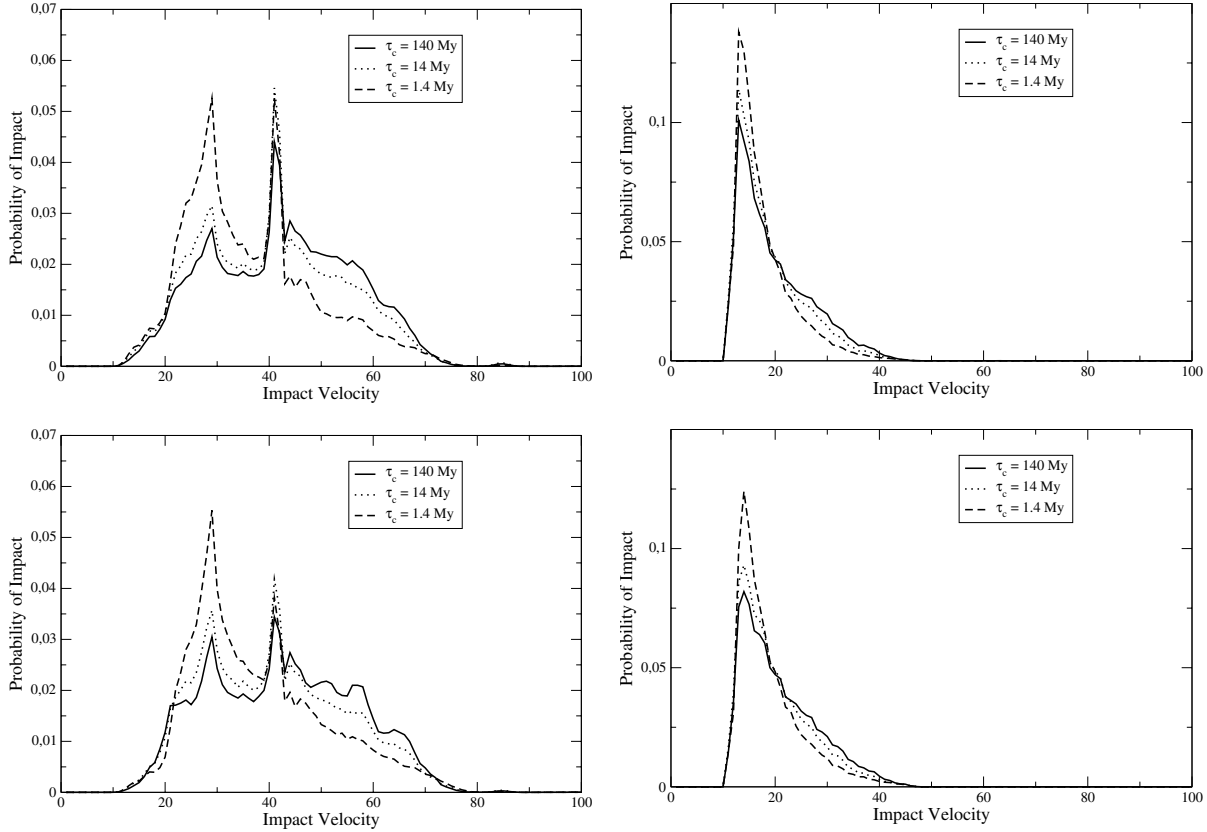 0,07
0,06
0,05
0,04
0,03
0,02
0,01
0
Probability of Impact
0 20 40 60 80 100
Impact Velocity
τc = 140 My
τc = 14 My
τc = 1.4 My
0,1
0,05
0
Probability of Impact
0 20 40 60 80 100
Impact Velocity
τc = 140 My
τc = 14 My
τc = 1.4 My
0,07
0,06
0,05
0,04
0,03
0,02
0,01
0
Probability of Impact
0 20 40 60 80 100
Impact Velocity
τc = 140 My
τc = 14 My
τc = 1.4 My
0,1
0,05
0
Probability of Impact
0 20 40 60 80 100
Impact Velocity
τc = 140 My
τc = 14 My
τc = 1.4 My